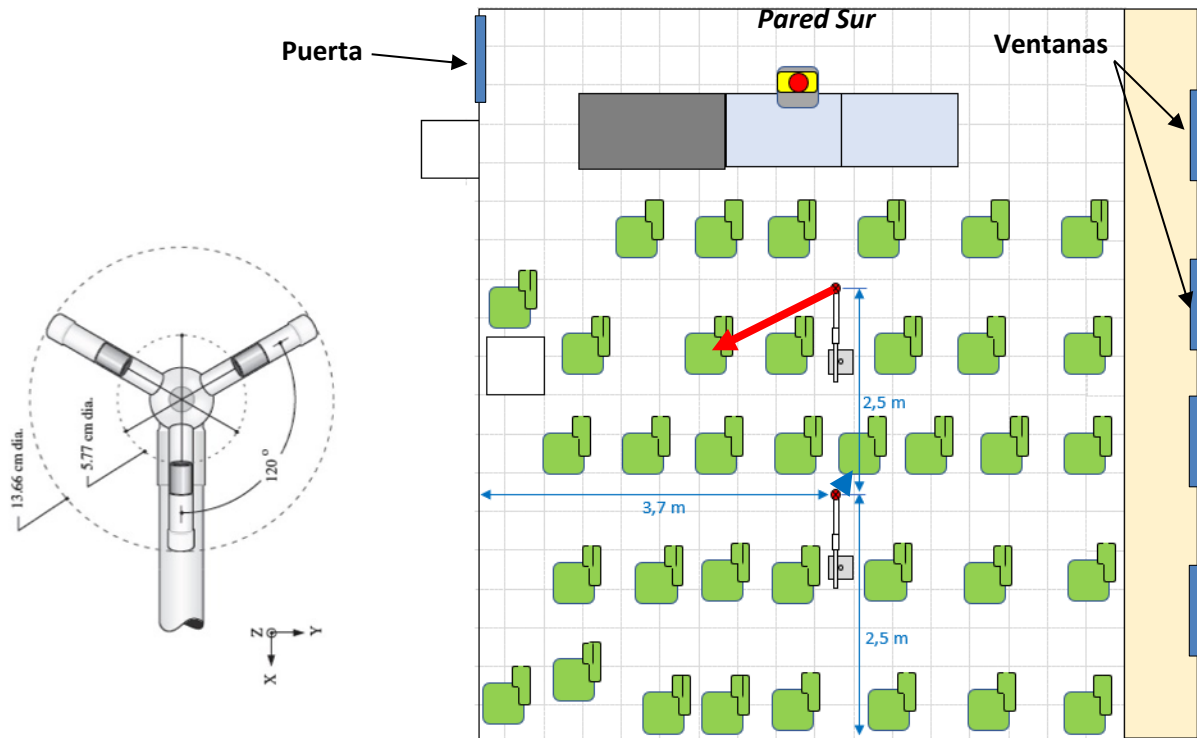 Pared Sur
Puerta
Ventanas
2,5 m
3,7 m
2,5 m
13.66 cm dia.
5.77 cm dia.
120 o
Z
Y
X